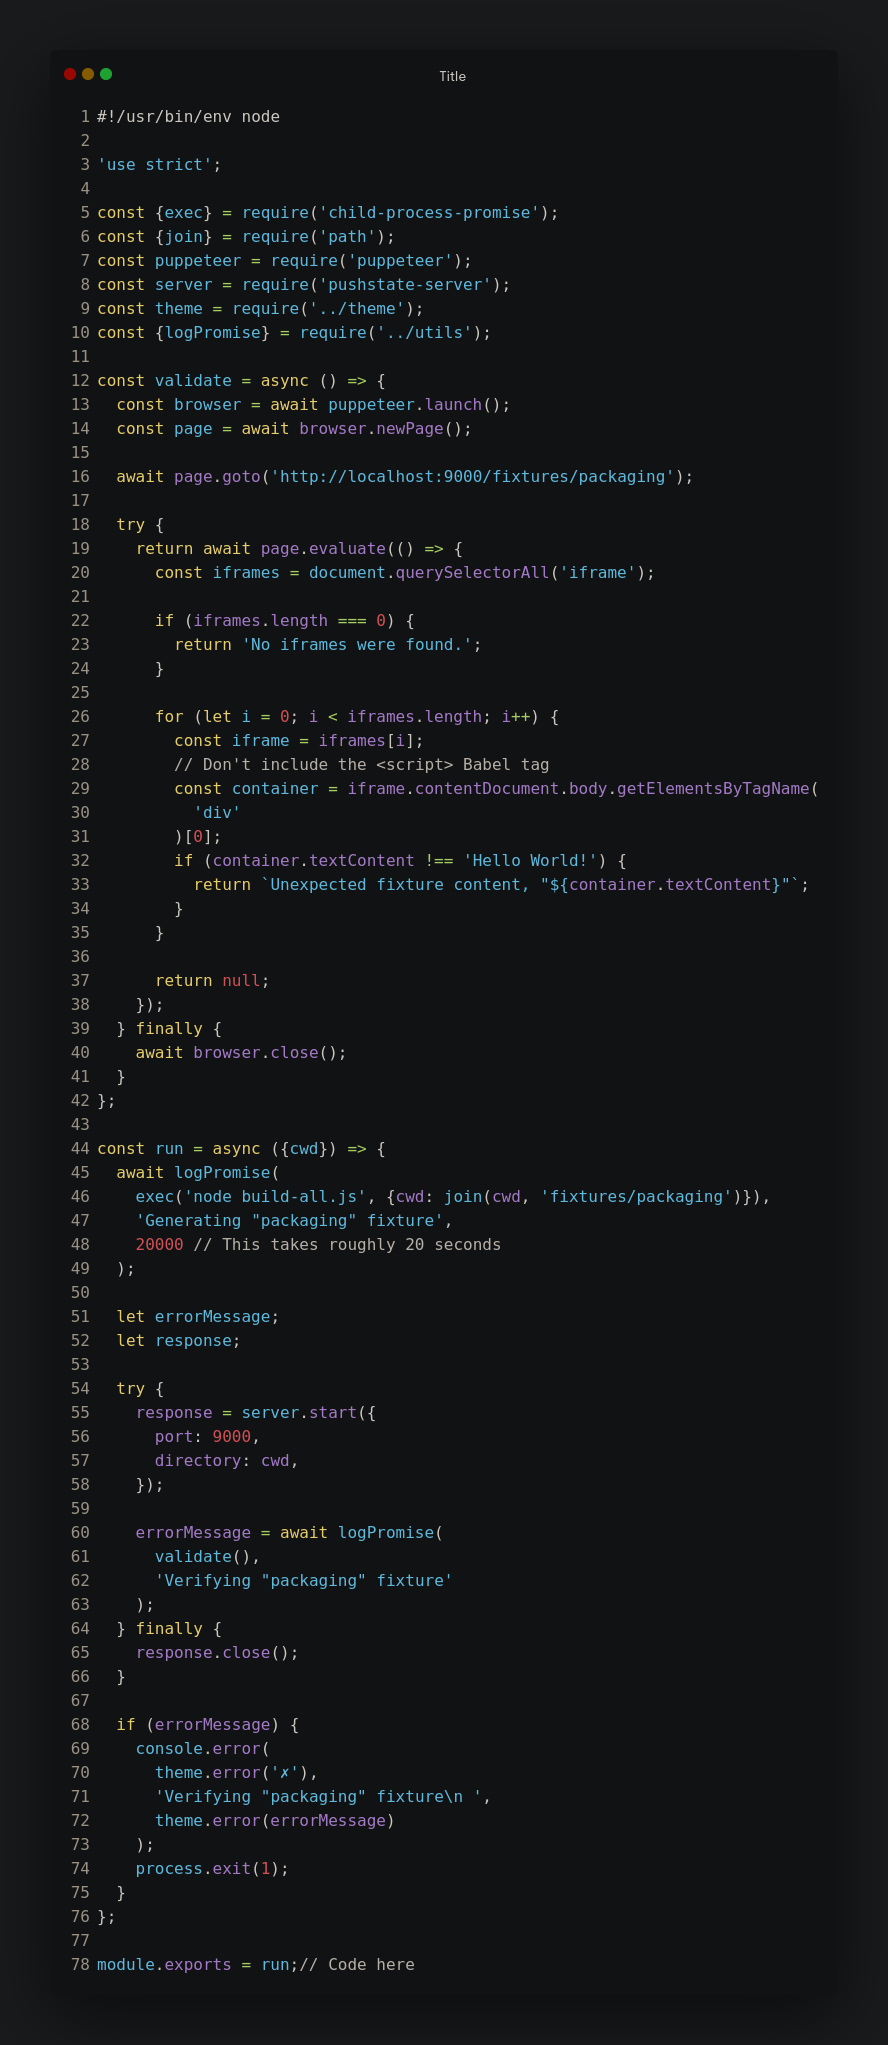 Title
1 #!/usr/bin/env node
2
3 'use strict';
4
5 const {exec} = require('child-process-promise');
6 const {join} = require('path');
7 const puppeteer = require('puppeteer');
8 const server = require('pushstate-server');
9 const theme = require('../theme');
10 const {logPromise} = require('../utils');
11
12 const validate = async () => {
13   const browser = await puppeteer.launch();
14   const page = await browser.newPage();
15
16   await page.goto('http://localhost:9000/fixtures/packaging');
17
18   try {
19     return await page.evaluate(() => {
20       const iframes = document.querySelectorAll('iframe');
21
22       if (iframes.length === 0) {
23         return 'No iframes were found.';
24       }
25
26       for (let i = 0; i < iframes.length; i++) {
27         const iframe = iframes[i];
28         // Don't include the <script> Babel tag
29         const container = iframe.contentDocument.body.getElementsByTagName(
30           'div'
31         )[0];
32         if (container.textContent !== 'Hello World!') {
33           return `Unexpected fixture content, "${container.textContent}"`;
34         }
35       }
36
37       return null;
38     });
39   } finally {
40     await browser.close();
41   }
42 };
43
44 const run = async ({cwd}) => {
45   await logPromise(
46     exec('node build-all.js', {cwd: join(cwd, 'fixtures/packaging')}),
47     'Generating "packaging" fixture',
48     20000 // This takes roughly 20 seconds
49   );
50
51   let errorMessage;
52   let response;
53
54   try {
55     response = server.start({
56       port: 9000,
57       directory: cwd,
58     });
59
60     errorMessage = await logPromise(
61       validate(),
62       'Verifying "packaging" fixture'
63     );
64   } finally {
65     response.close();
66   }
67
68   if (errorMessage) {
69     console.error(
70       theme.error('✗'),
71       'Verifying "packaging" fixture\n ',
72       theme.error(errorMessage)
73     );
74     process.exit(1);
75   }
76 };
77
78 module.exports = run;// Code here